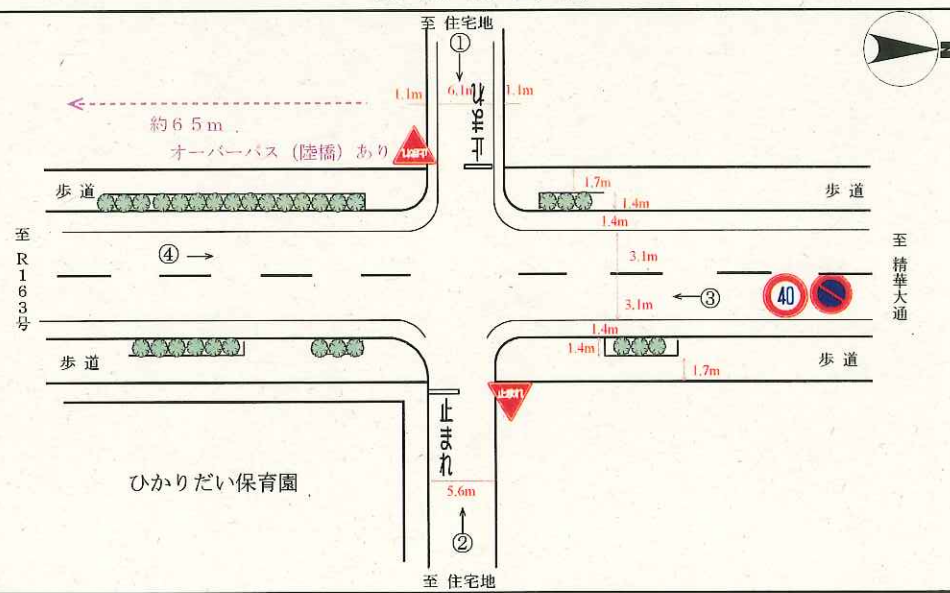 至 住宅地
①
1.1m
6.1m
1.1m
止まれ
約65m
オーバーパス (陸橋) あり
止まれ
歩 道
1.7m
1.4m
歩 道
1.4m
至 R163号
④
3.1m
至 精華大通
3.1m
③
40
1.4m
歩 道
1.4m
1.7m
歩 道
止まれ
止まれ
ひかりだい保育園
5.6m
②
至 住宅地